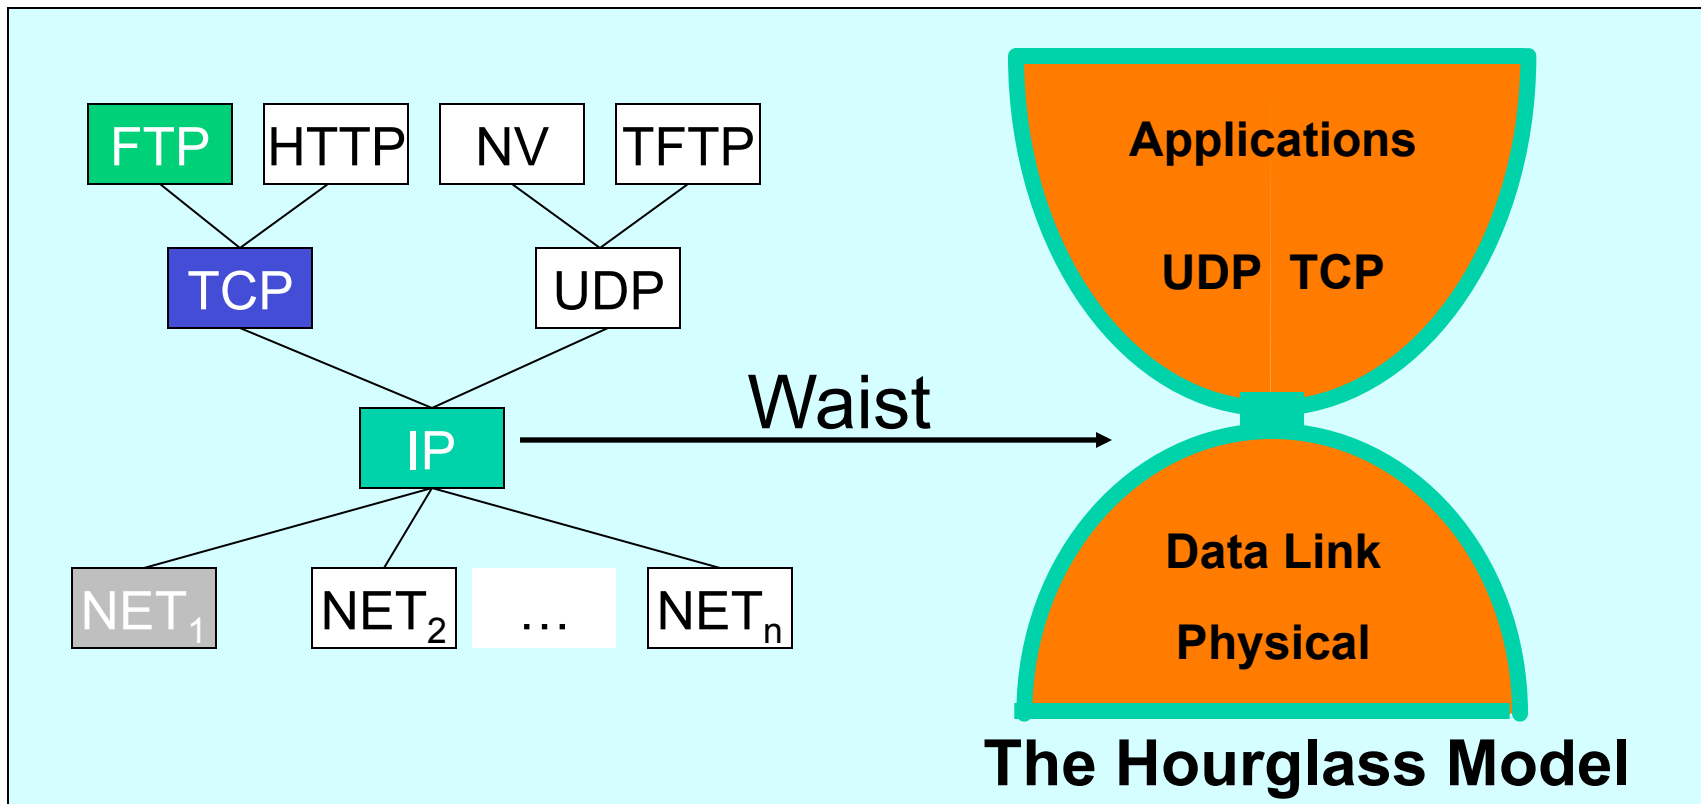 FTP HTTP NV TFTP
TCP UDP
IP
NET1 NET2 … NETn
Waist
Applications
UDP TCP
Data Link
Physical
The Hourglass Model